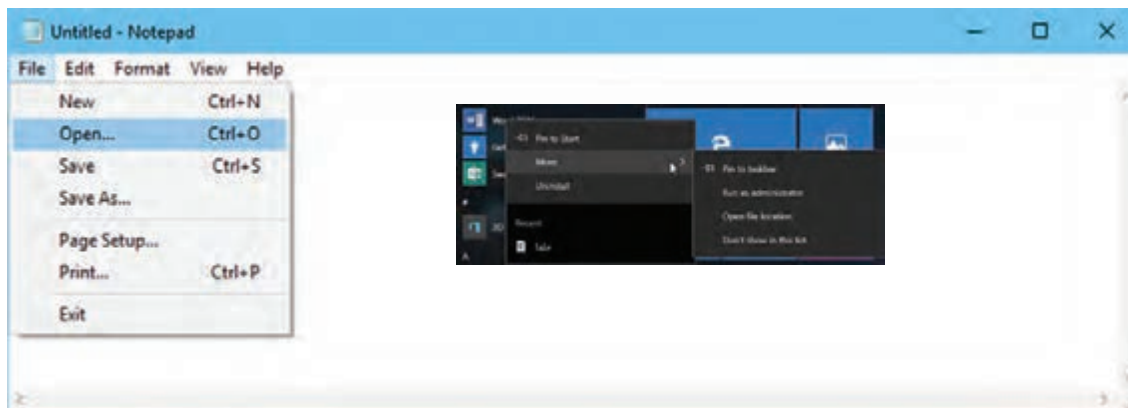 Untitled - Notepad
File Edit Format View Help
New Ctrl+N
Open... Ctrl+O
Save Ctrl+S
Save As...
Page Setup...
Print... Ctrl+P
Exit
Pin to Start
More
Uninstall
Recent
Pin to taskbar
Run as administrator
Open file location
Don't show in this list